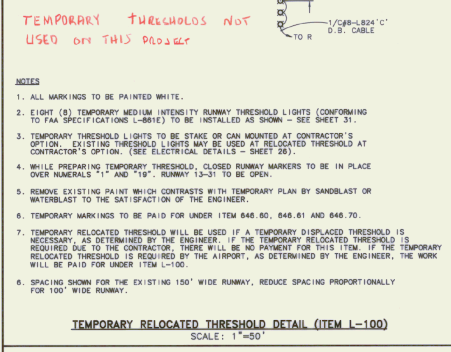 TEMPORARY THRESHOLDS NOT
USED ON THIS PROJECT
1/C#8-L824'C'
D.B. CABLE
TO R
NOTES
1. ALL MARKINGS TO BE PAINTED WHITE.
2. EIGHT (8) TEMPORARY MEDIUM INTENSITY RUNWAY THRESHOLD LIGHTS (CONFORMING
TO FAA SPECIFICATIONS L-861E) TO BE INSTALLED AS SHOWN - SEE SHEET 31.
3. TEMPORARY THRESHOLD LIGHTS TO BE STAKE OR CAN MOUNTED AT CONTRACTOR'S
OPTION. EXISTING THRESHOLD LIGHTS MAY BE USED AT RELOCATED THRESHOLD AT
CONTRACTOR'S OPTION. (SEE ELECTRICAL DETAILS - SHEET 26).
4. WHILE PREPARING TEMPORARY THRESHOLD, CLOSED RUNWAY MARKERS TO BE IN PLACE
OVER NUMERALS "1" AND "19". RUNWAY 13-31 TO BE OPEN.
5. REMOVE EXISTING PAINT WHICH CONTRASTS WITH TEMPORARY PLAN BY SANDBLAST OR
WATERBLAST TO THE SATISFACTION OF THE ENGINEER.
6. TEMPORARY MARKINGS TO BE PAID FOR UNDER ITEM 646.60, 646.61 AND 646.70.
7. TEMPORARY RELOCATED THRESHOLD WILL BE USED IF A TEMPORARY DISPLACED THRESHOLD IS
NECESSARY, AS DETERMINED BY THE ENGINEER. IF THE TEMPORARY RELOCATED THRESHOLD IS
REQUIRED DUE TO THE CONTRACTOR, THERE WILL BE NO PAYMENT FOR THIS ITEM. IF THE TEMPORARY
RELOCATED THRESHOLD IS REQUIRED BY THE AIRPORT, AS DETERMINED BY THE ENGINEER, THE WORK
WILL BE PAID FOR UNDER ITEM L-100.
6. SPACING SHOWN FOR THE EXISTING 150' WIDE RUNWAY, REDUCE SPACING PROPORTIONALLY
FOR 100' WIDE RUNWAY.
TEMPORARY RELOCATED THRESHOLD DETAIL (ITEM L-100)
SCALE: 1"=50'